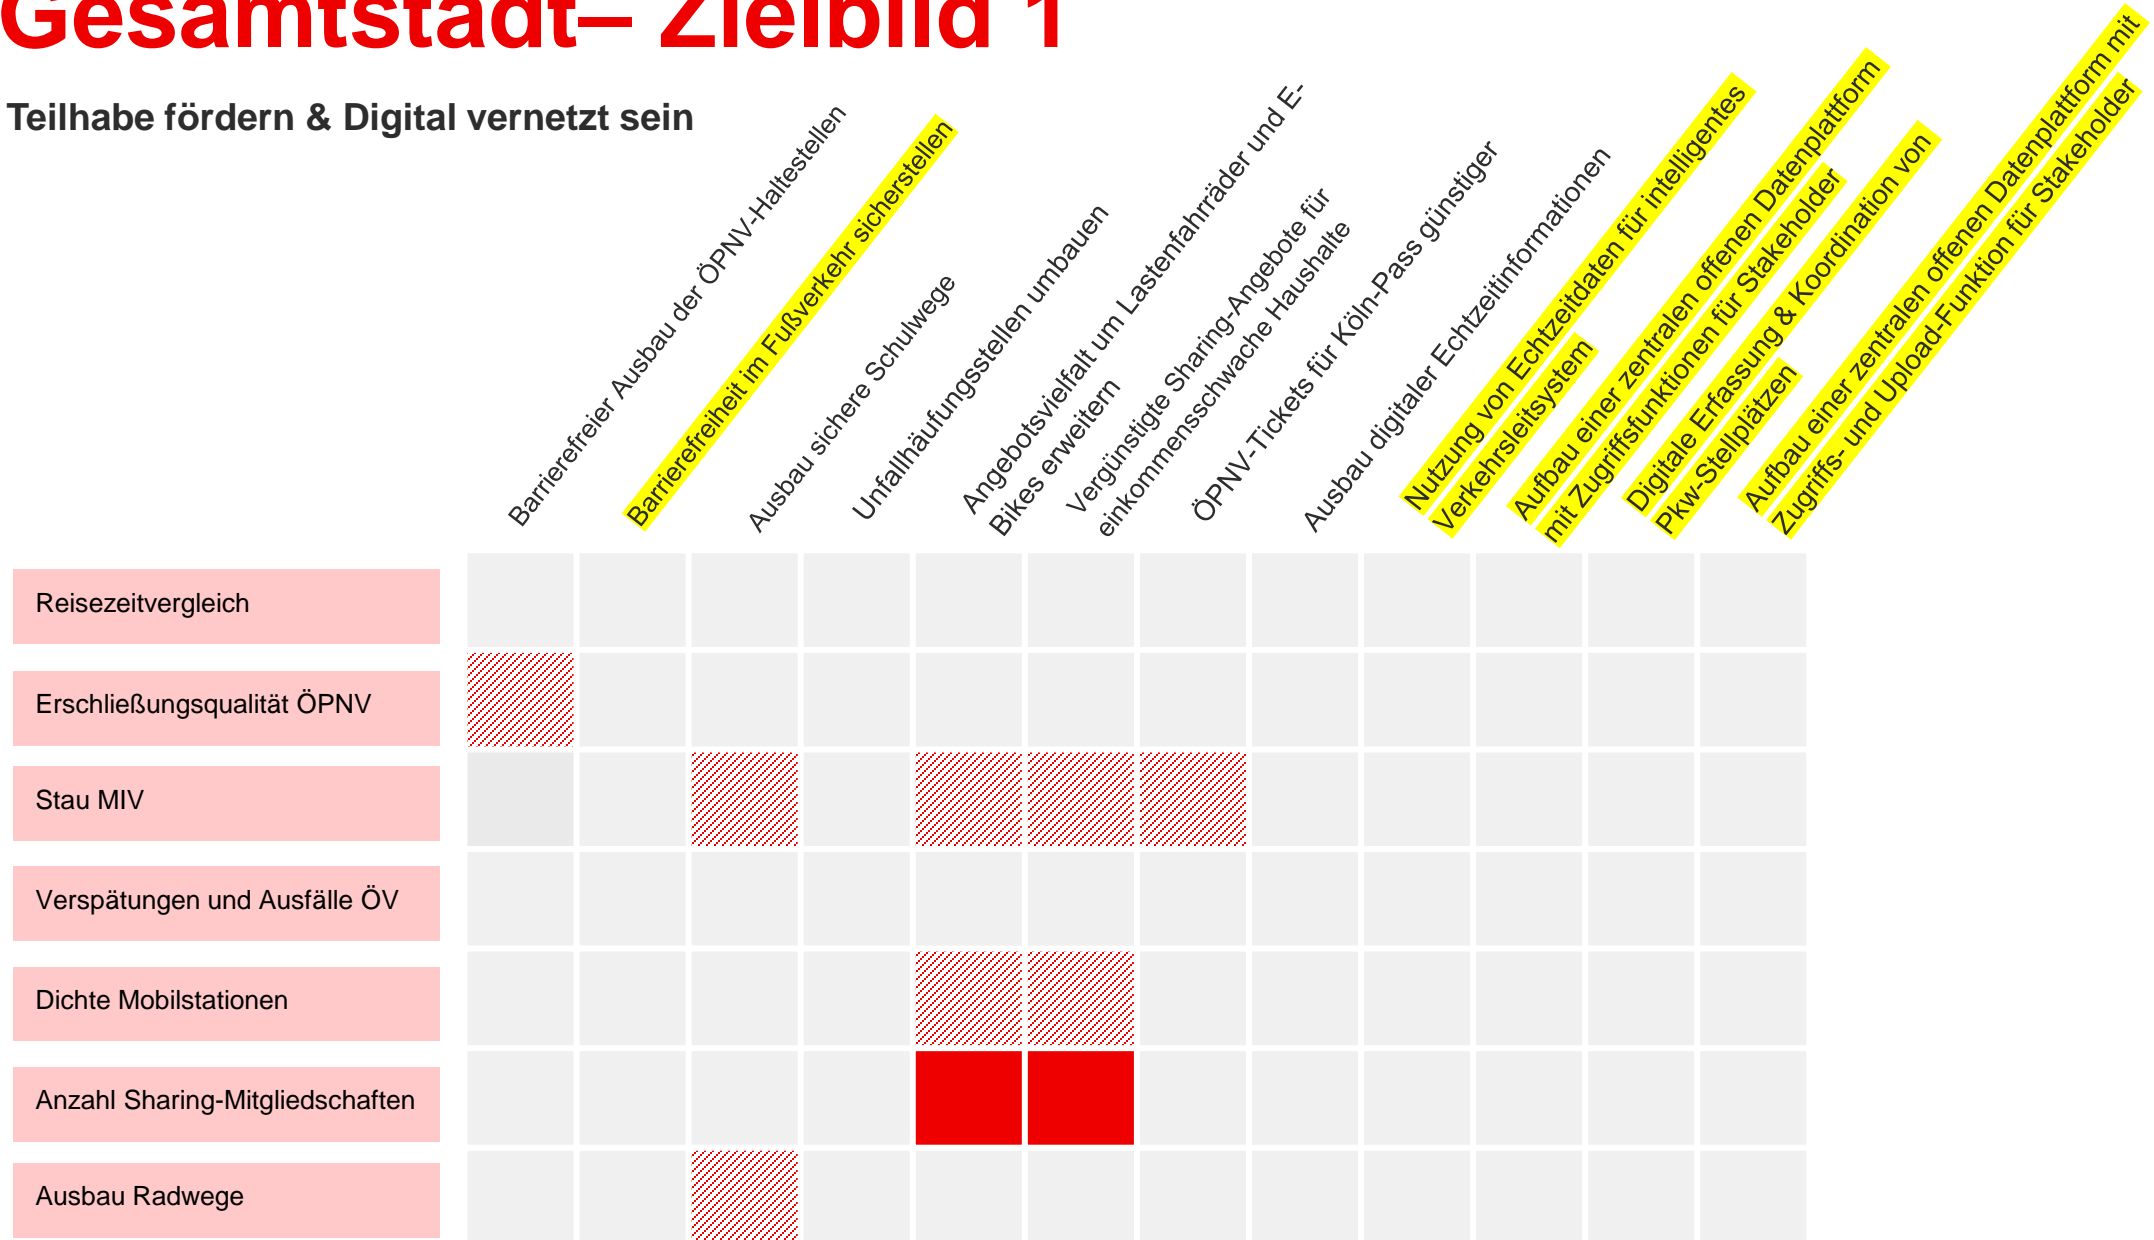 Gesamtstadt– Zielbild 1
Teilhabe fördern & Digital vernetzt sein
Barrierefreier Ausbau der ÖPNV-Haltestellen
Barrierefreiheit im Fußverkehr sicherstellen
Ausbau sichere Schulwege
Unfallhäufungsstellen umbauen
Angebotsvielfalt um Lastenfahrräder und E-
Bikes erweitern
Vergünstigte Sharing-Angebote für
einkommensschwache Haushalte
ÖPNV-Tickets für Köln-Pass günstiger
Ausbau digitaler Echtzeitinformationen
Nutzung von Echtzeitdaten für intelligentes
Verkehrsleitsystem
Aufbau einer zentralen offenen Datenplattform
mit Zugriffsfunktionen für Stakeholder
Digitale Erfassung & Koordination von
Pkw-Stellplätzen
Aufbau einer zentralen offenen Datenplattform mit
Zugriffs- und Upload-Funktion für Stakeholder
Reisezeitvergleich
Erschließungsqualität ÖPNV
Stau MIV
Verspätungen und Ausfälle ÖV
Dichte Mobilstationen
Anzahl Sharing-Mitgliedschaften
Ausbau Radwege